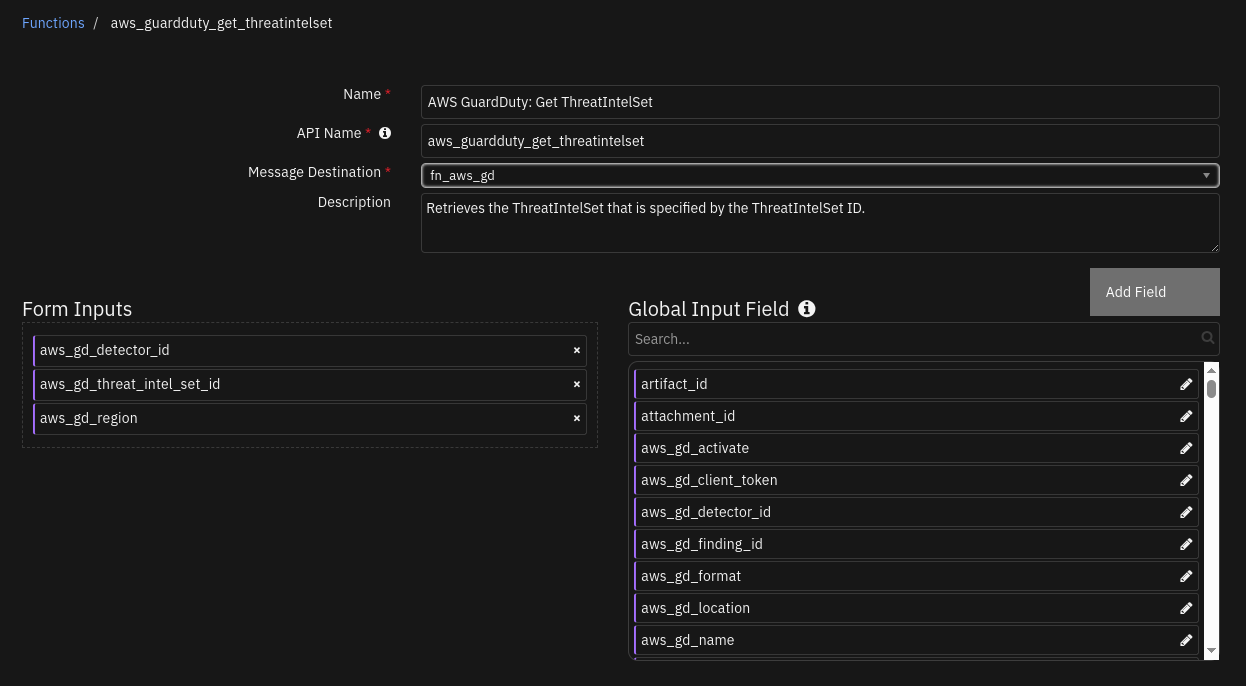 Functions / aws_guardduty_get_threatintelset
Name *
AWS GuardDuty: Get ThreatIntelSet
API Name *
aws_guardduty_get_threatintelset
Message Destination *
fn_aws_gd
Description
Retrieves the ThreatIntelSet that is specified by the ThreatIntelSet ID.
Add Field
Form Inputs
aws_gd_detector_id ×
aws_gd_threat_intel_set_id ×
aws_gd_region ×
Global Input Field
Search...
artifact_id
attachment_id
aws_gd_activate
aws_gd_client_token
aws_gd_detector_id
aws_gd_finding_id
aws_gd_format
aws_gd_location
aws_gd_name